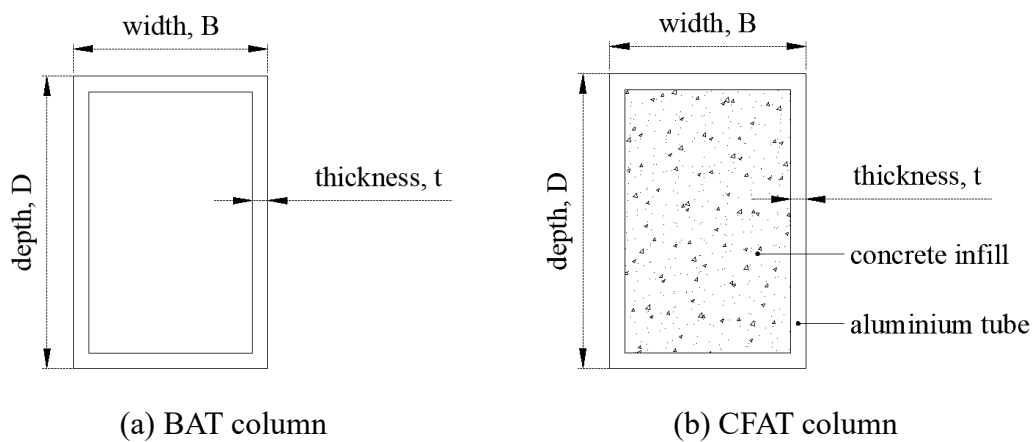 width, B
depth, D
thickness, t
(a) BAT column
width, B
depth, D
thickness, t
concrete infill
aluminium tube
(b) CFAT column